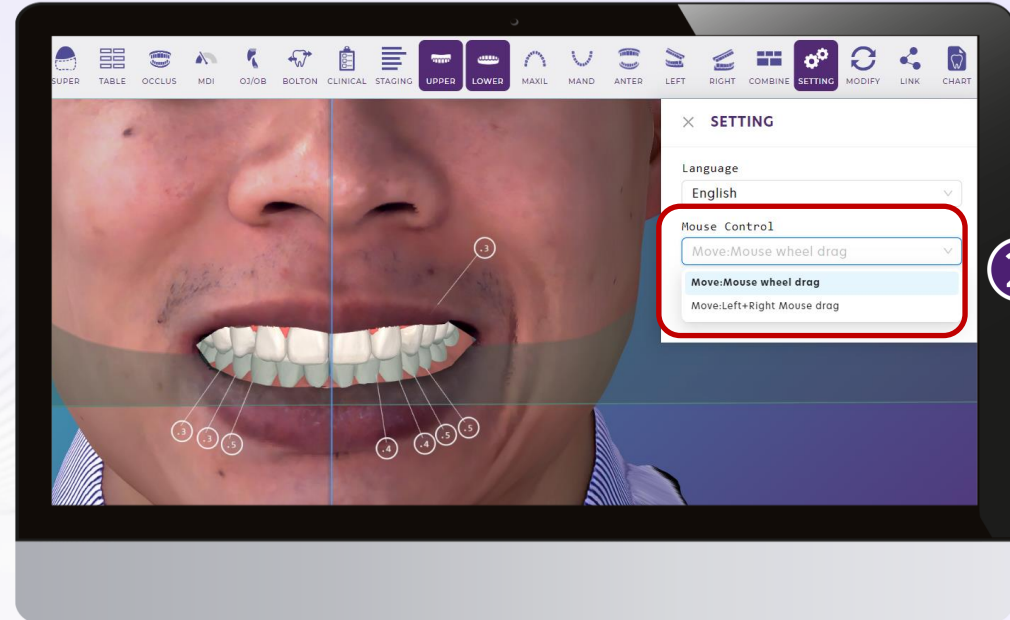 SUPER TABLE OCCLUS MDI OJ/OB BOLTON CLINICAL STAGING UPPER LOWER MAXIL MAND ANTER LEFT RIGHT COMBINE SETTING MODIFY LINK CHART
SETTING
Language
English
Mouse Control
Move:Mouse wheel drag
Move:Mouse wheel drag
Move:Left+Right Mouse drag
.3
.3
.3
.5
.4
.4
.5
.5